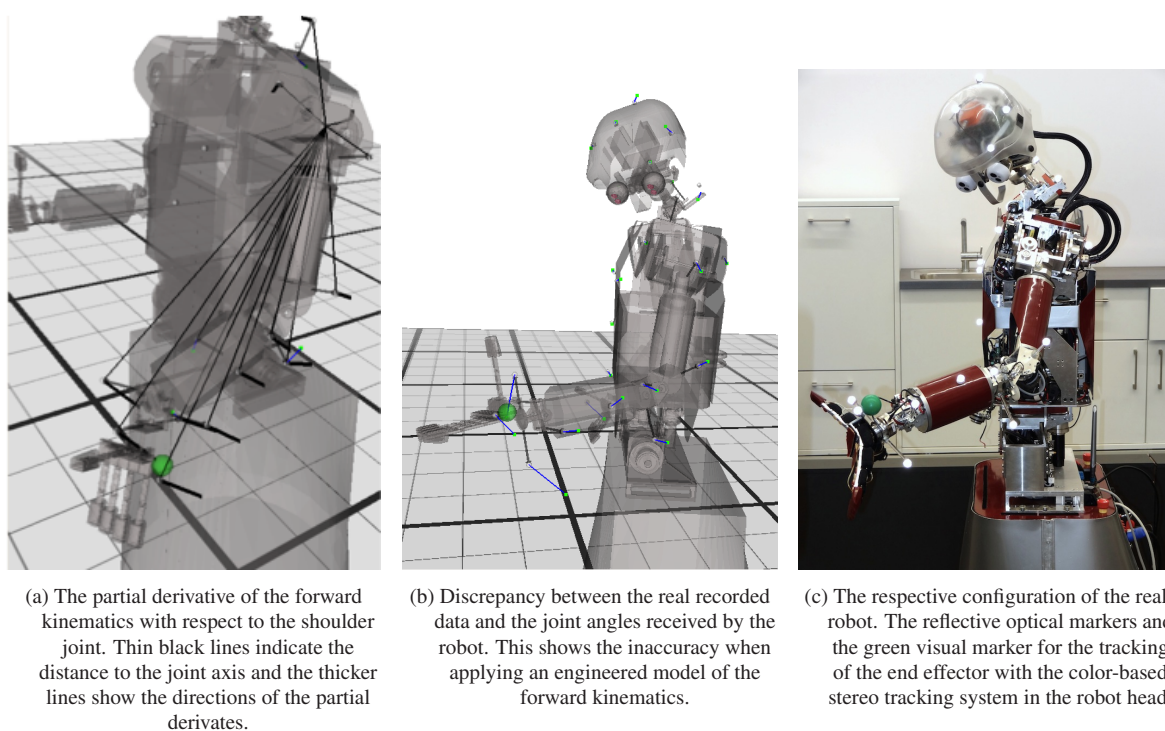 (a) The partial derivative of the forward
kinematics with respect to the shoulder
joint. Thin black lines indicate the
distance to the joint axis and the thicker
lines show the directions of the partial
derivates.
(b) Discrepancy between the real recorded
data and the joint angles received by the
robot. This shows the inaccuracy when
applying an engineered model of the
forward kinematics.
(c) The respective configuration of the real
robot. The reflective optical markers and
the green visual marker for the tracking
of the end effector with the color-based
stereo tracking system in the robot head